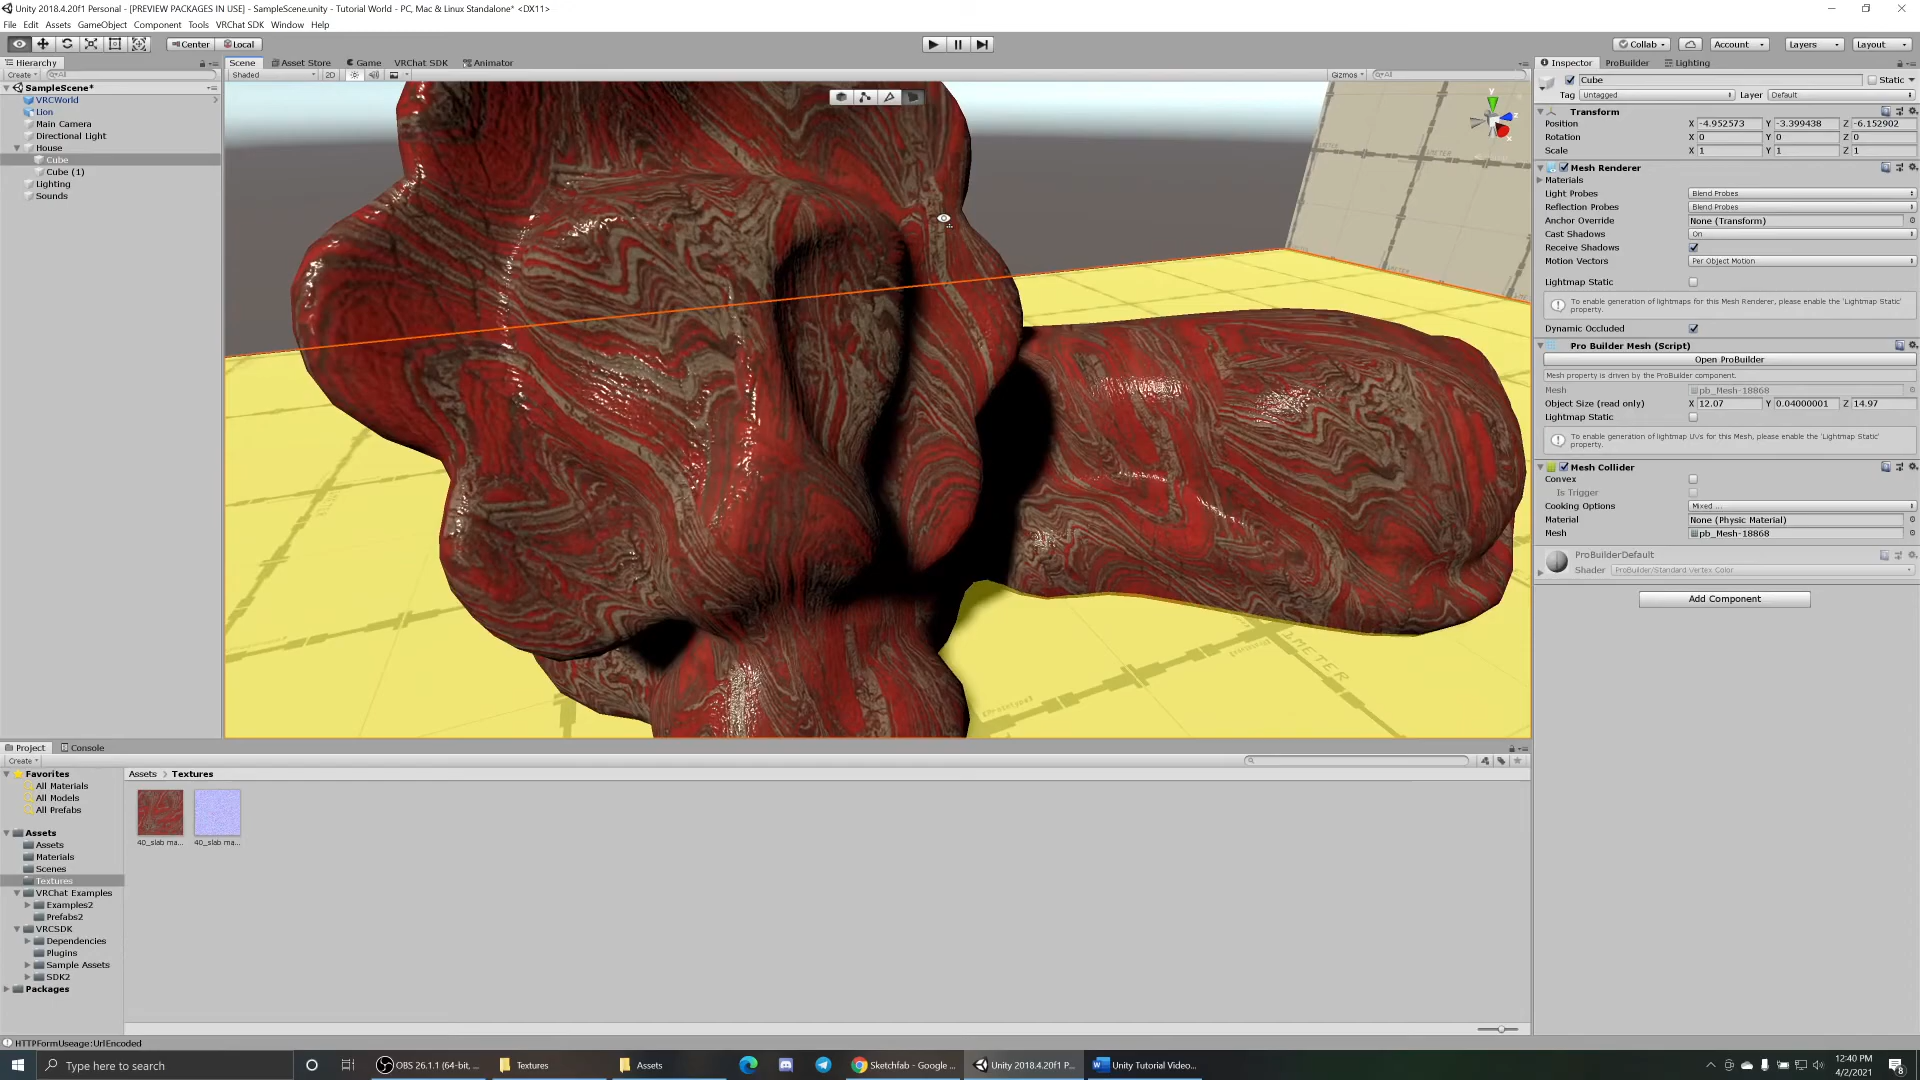 Unity 2018.4.20f1 Personal - [PREVIEW PACKAGES IN USE] - SampleScene.unity - Tutorial World - PC, Mac & Linux Standalone* <DX11>
File Edit Assets GameObject Component Tools VRChat SDK Window Help
Center Local Collab Account Layers Layout
Hierarchy Scene Asset Store Game VRChat SDK Animator Inspector ProBuilder Lighting
Create All Shaded 2D Gizmos All
SampleScene*
VRCWorld
Lion
Main Camera
Directional Light
House
Cube
Cube (1)
Lighting
Sounds
Cube Static
Tag Untagged Layer Default
Transform
Position X -4.952573 Y -3.399438 Z -6.152902
Rotation X 0 Y 0 Z 0
Scale X 1 Y 1 Z 1
Mesh Renderer
Materials
Light Probes Blend Probes
Reflection Probes Blend Probes
Anchor Override None (Transform)
Cast Shadows On
Receive Shadows
Motion Vectors Per Object Motion
Lightmap Static
To enable generation of lightmaps for this Mesh Renderer, please enable the 'Lightmap Static' property.
Dynamic Occluded
Pro Builder Mesh (Script)
Open ProBuilder
Mesh property is driven by the ProBuilder component.
Mesh pb_Mesh-18868
Object Size (read only) X 12.07 Y 0.04000001 Z 14.97
Lightmap Static
To enable generation of lightmap UVs for this Mesh, please enable the 'Lightmap Static' property.
Mesh Collider
Convex
Is Trigger
Cooking Options Mixed ...
Material None (Physic Material)
Mesh pb_Mesh-18868
ProBuilderDefault
Shader ProBuilder/Standard Vertex Color
Add Component
y
METER
[Prototype]
Project Console
Create
Favorites
All Materials
All Models
All Prefabs
Assets
Assets
Materials
Scenes
Textures
VRChat Examples
Examples2
Prefabs2
VRCSDK
Dependencies
Plugins
Sample Assets
SDK2
Packages
Assets > Textures
40_slab ma... 40_slab ma...
HTTPFormUseage:UrlEncoded
Type here to search
OBS 26.1.1 (64-bit, ... Textures Assets Sketchfab - Google ... Unity 2018.4.20f1 P... Unity Tutorial Video...
12:40 PM
4/2/2021
8